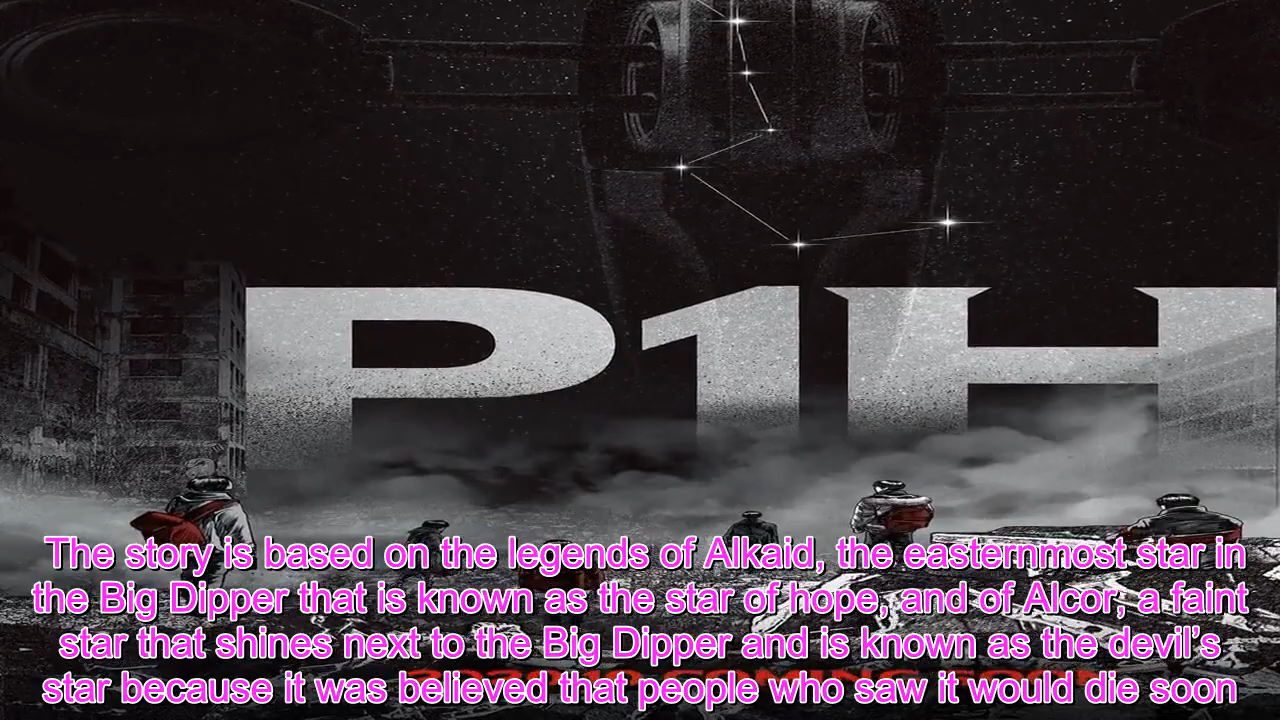 P1H
The story is based on the legends of Alkaid, the easternmost star in
the Big Dipper that is known as the star of hope, and of Alcor, a faint
star that shines next to the Big Dipper and is known as the devil’s
star because it was believed that people who saw it would die soon